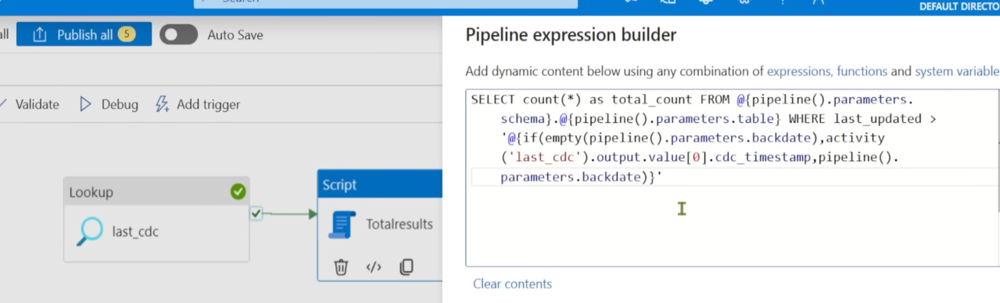 Search
DEFAULT DIRECTO
all
Publish all 5
Auto Save
Validate
Debug
Add trigger
Lookup
last_cdc
Script
Totalresults
Pipeline expression builder
Add dynamic content below using any combination of expressions, functions and system variable
SELECT count(*) as total_count FROM @{pipeline().parameters.
schema}.@{pipeline().parameters.table} WHERE last_updated >
'@{if(empty(pipeline().parameters.backdate),activity
('last_cdc').output.value[0].cdc_timestamp,pipeline().
parameters.backdate)}'
Clear contents